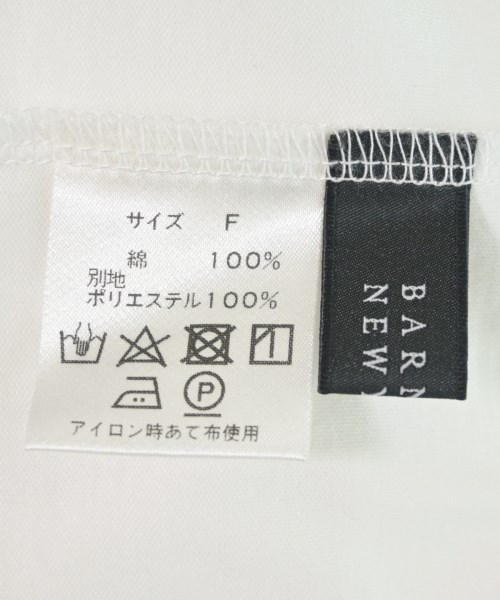 サイズ F
綿 100%
別地
ポリエステル100%
P
アイロン時あて布使用
BARN
NEW